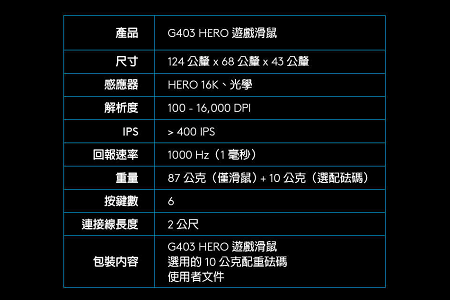 產品 G403 HERO 遊戲滑鼠
尺寸 124 公釐 x 68 公釐 x 43 公釐
感應器 HERO 16K、光學
解析度 100 - 16,000 DPI
IPS > 400 IPS
回報速率 1000 Hz（1 毫秒）
重量 87 公克（僅滑鼠）+ 10 公克（選配砝碼）
按鍵數 6
連接線長度 2 公尺
包裝內容 G403 HERO 遊戲滑鼠
選用的 10 公克配重砝碼
使用者文件